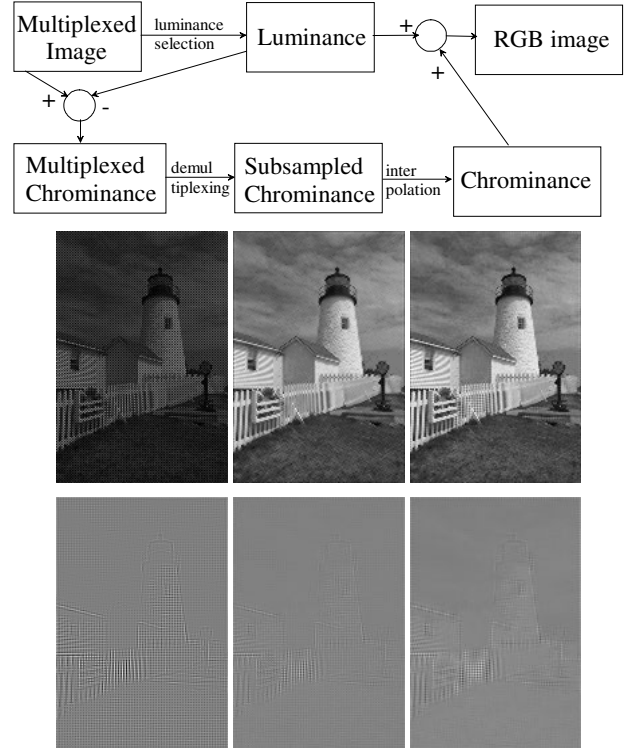 Multiplexed
Image
luminance
selection
Luminance
+
RGB image
+
+
-
Multiplexed
Chrominance
demul
tiplexing
Subsampled
Chrominance
inter
polation
Chrominance